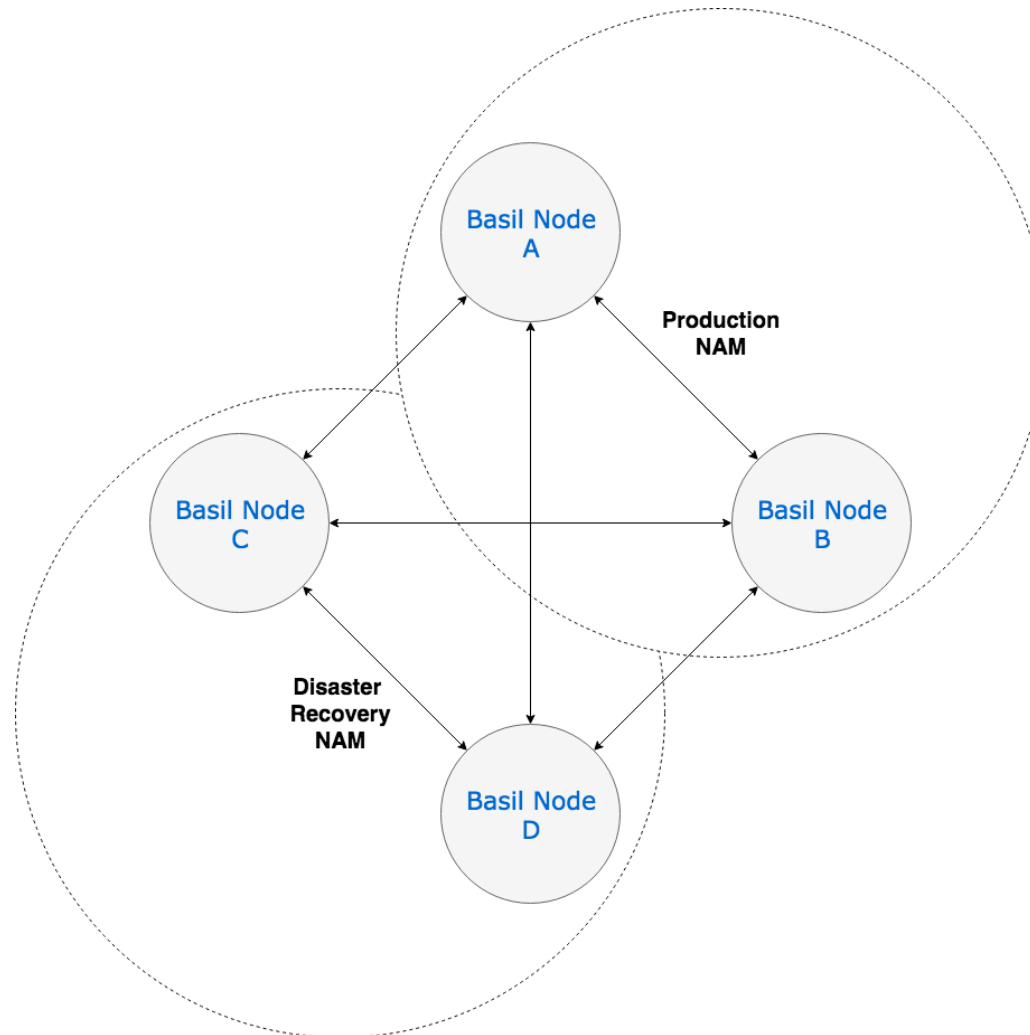 Basil Node
A
Production
NAM
Basil Node
C
Basil Node
B
Disaster
Recovery
NAM
Basil Node
D